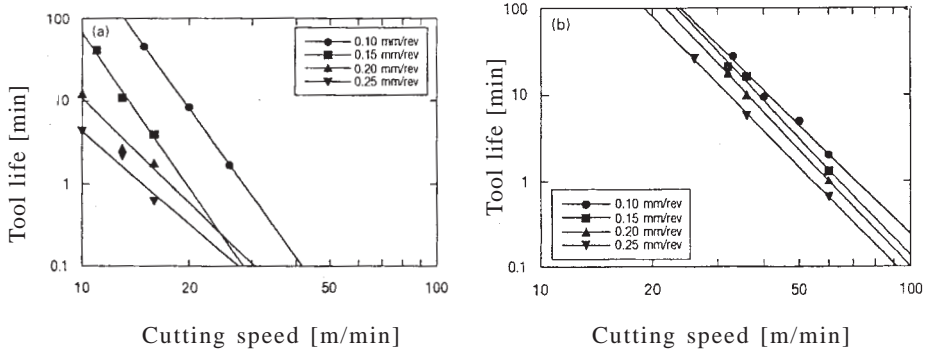 (a)
0.10 mm/rev
0.15 mm/rev
0.20 mm/rev
0.25 mm/rev
100
10
1
0.1
Tool life [min]
10 20 50 100
Cutting speed [m/min]
(b)
0.10 mm/rev
0.15 mm/rev
0.20 mm/rev
0.25 mm/rev
100
10
1
0.1
Tool life [min]
10 20 50 100
Cutting speed [m/min]